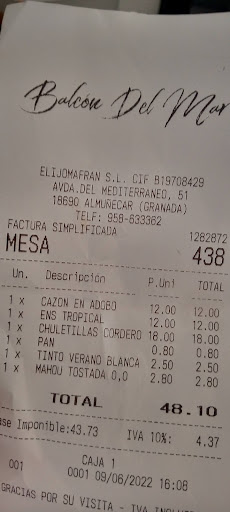 Balcón Del Mar
ELIJOMAFRAN S.L. CIF B19708429
AVDA.DEL MEDITERRANEO, 51
18690 ALMUÑECAR (GRANADA)
TELF: 958-633362
FACTURA SIMPLIFICADA 1282872
MESA 438
Un. Descripción P.Uni TOTAL
1 x CAZON EN ADOBO 12.00 12.00
1 x ENS TROPICAL 12.00 12.00
1 x CHULETILLAS CORDERO 18.00 18.00
1 x PAN 0.80 0.80
1 x TINTO VERANO BLANCA 2.50 2.50
1 x MAHOU TOSTADA 0,0 2.80 2.80
TOTAL 48.10
ase Imponible:43.73 IVA 10%: 4.37
CAJA 1
001 0001 09/06/2022 16:08
GRACIAS POR SU VISITA - IVA